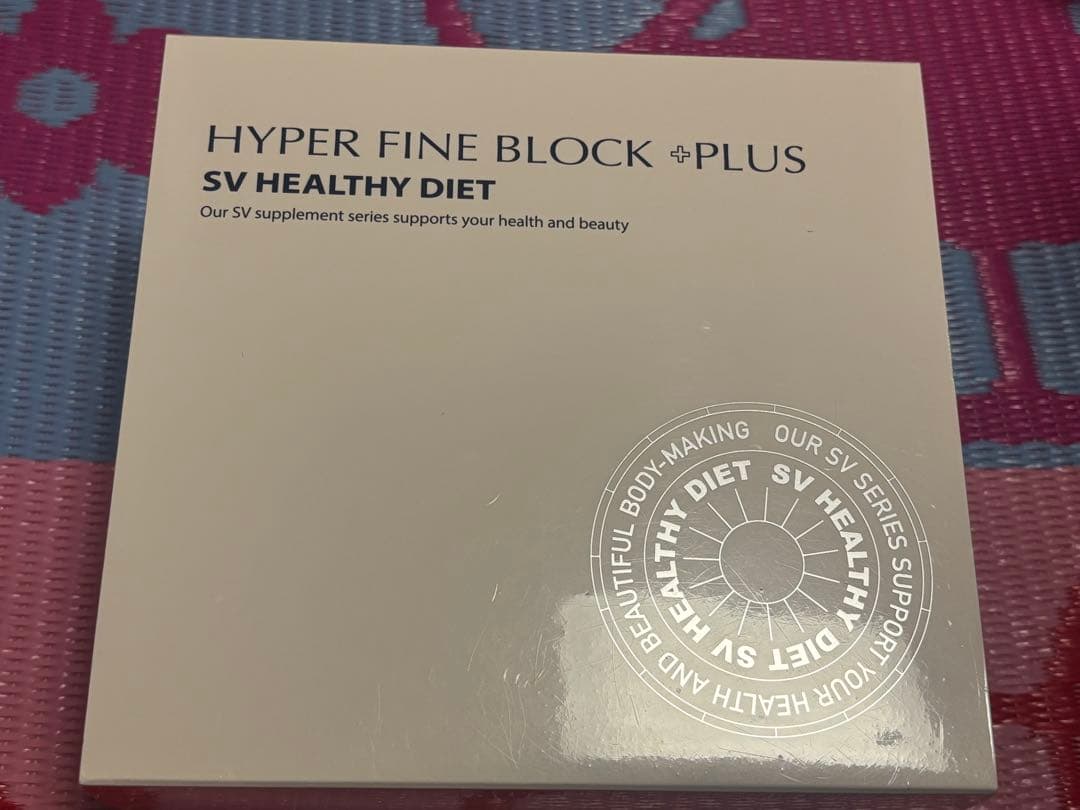 HYPER FINE BLOCK +PLUS
SV HEALTHY DIET
Our SV supplement series supports your health and beauty
OUR SV SERIES SUPPORT YOUR HEALTH AND BEAUTIFUL BODY-MAKING
SV HEALTHY DIET SV HEALTHY DIET